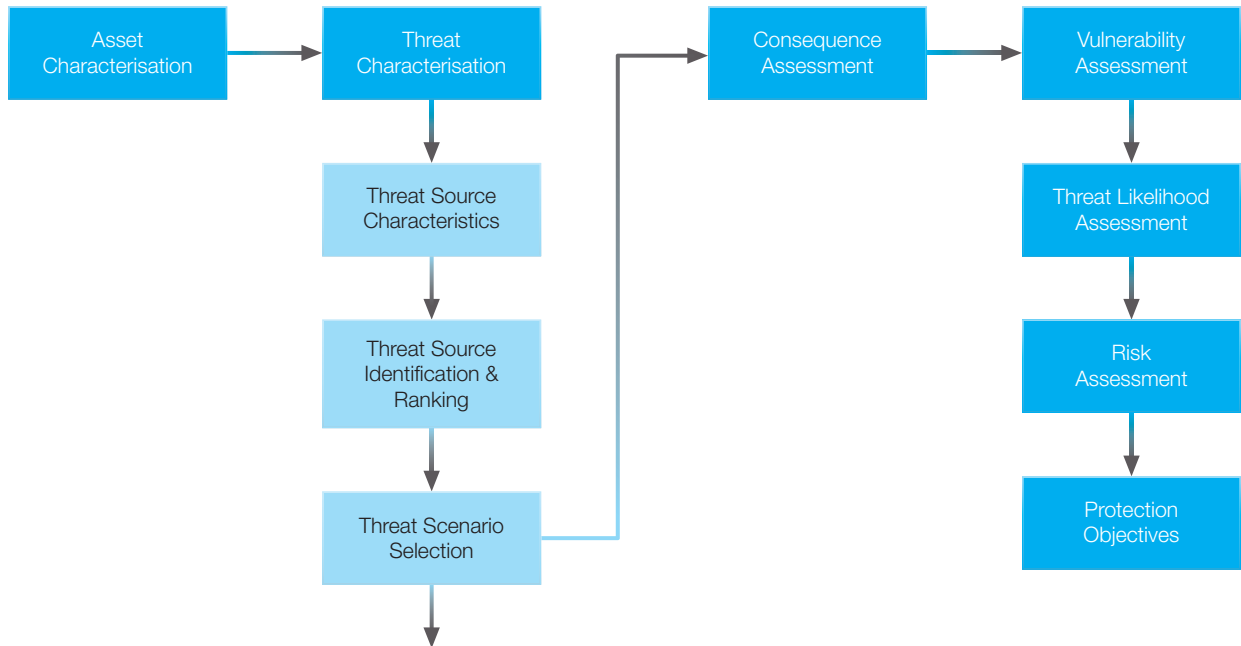 Asset
Characterisation
Threat
Characterisation
Threat Source
Characteristics
Threat Source
Identification &
Ranking
Threat Scenario
Selection
Consequence
Assessment
Vulnerability
Assessment
Threat Likelihood
Assessment
Risk
Assessment
Protection
Objectives